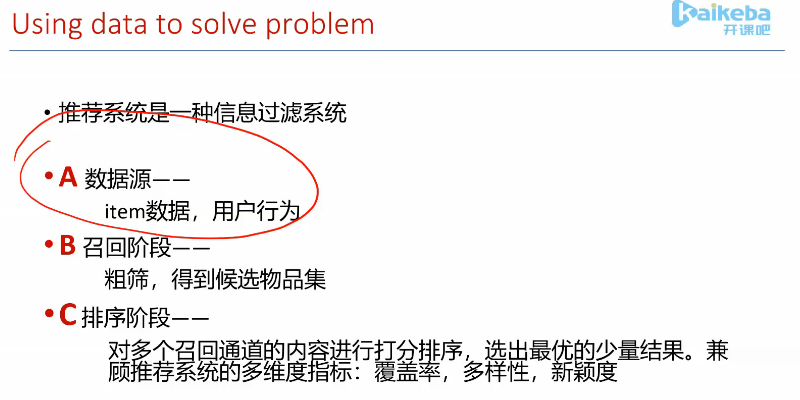 Using data to solve problem
Kaikeba
开课吧
• 推荐系统是一种信息过滤系统
• A 数据源——
item数据，用户行为
• B 召回阶段——
粗筛，得到候选物品集
• C 排序阶段——
对多个召回通道的内容进行打分排序，选出最优的少量结果。兼
顾推荐系统的多维度指标：覆盖率，多样性，新颖度